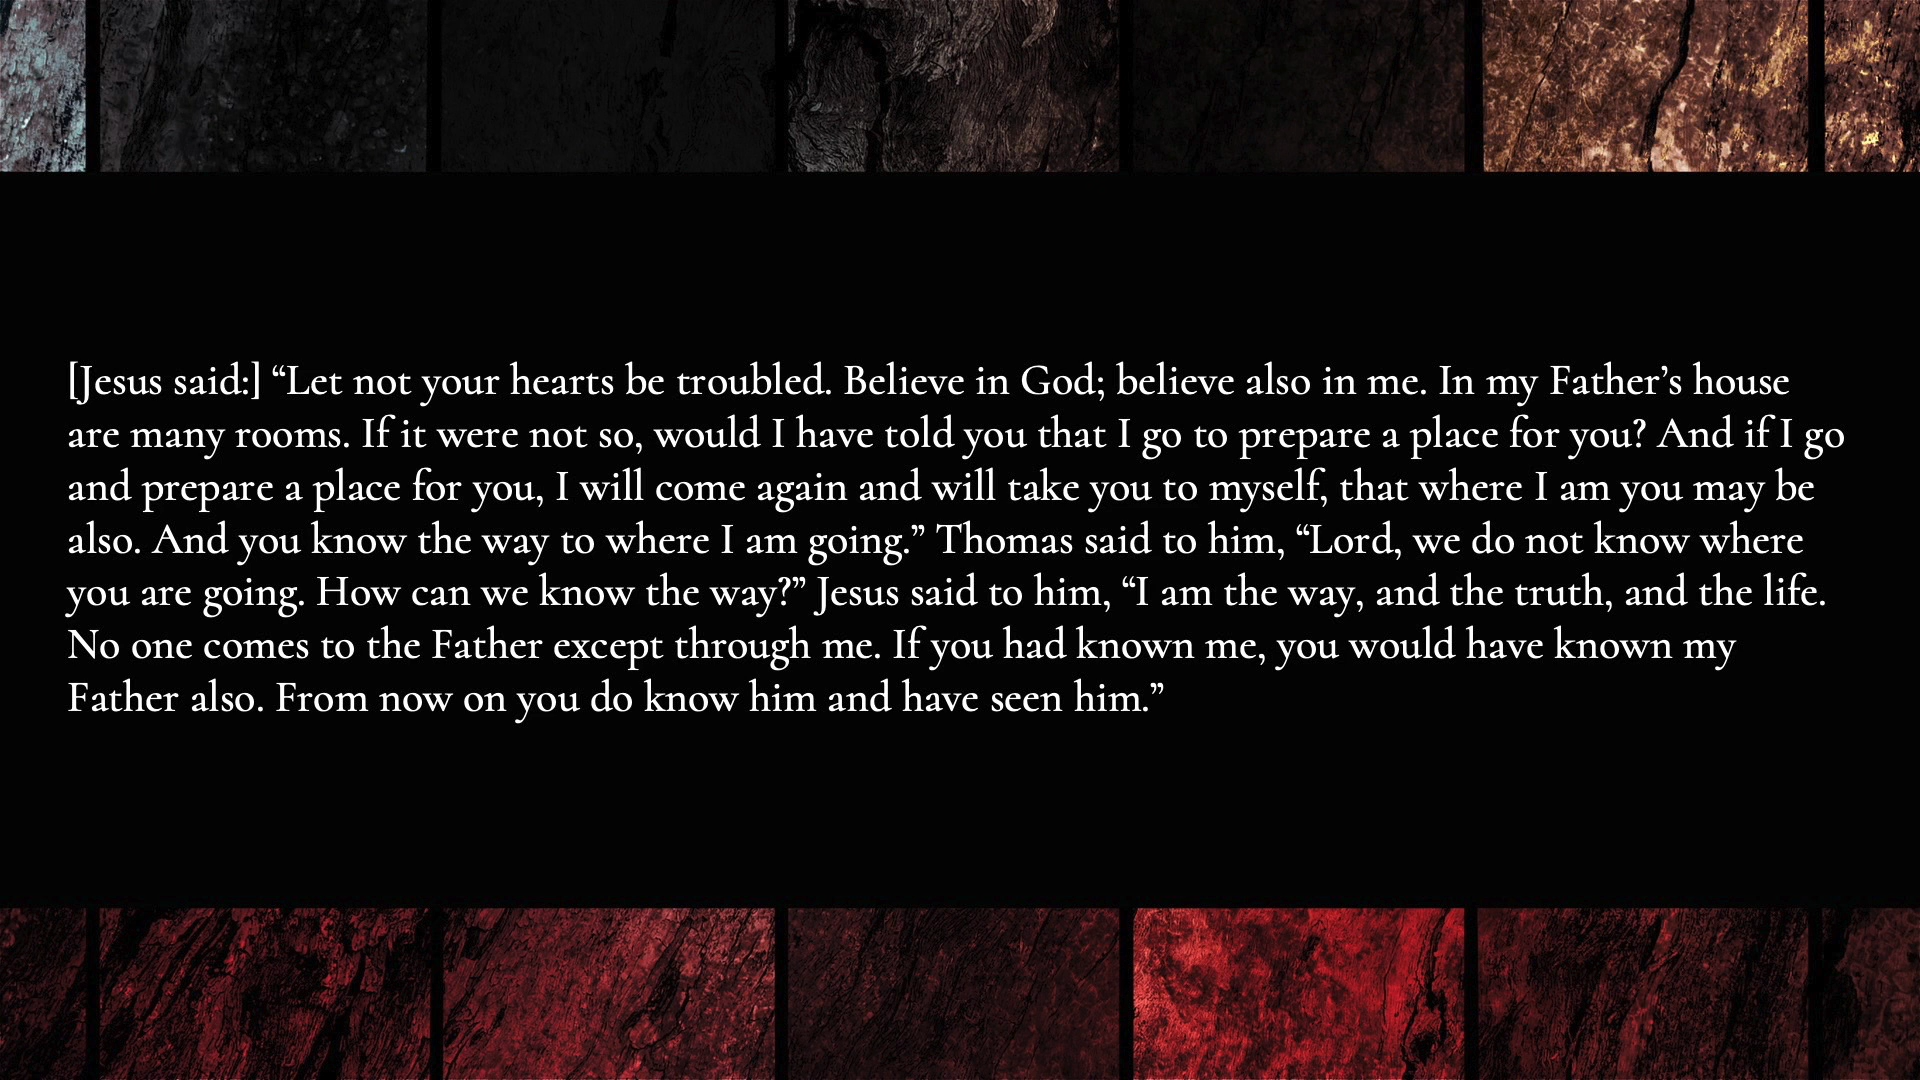 [Jesus said:] “Let not your hearts be troubled. Believe in God; believe also in me. In my Father’s house
are many rooms. If it were not so, would I have told you that I go to prepare a place for you? And if I go
and prepare a place for you, I will come again and will take you to myself, that where I am you may be
also. And you know the way to where I am going.” Thomas said to him, “Lord, we do not know where
you are going. How can we know the way?” Jesus said to him, “I am the way, and the truth, and the life.
No one comes to the Father except through me. If you had known me, you would have known my
Father also. From now on you do know him and have seen him.”